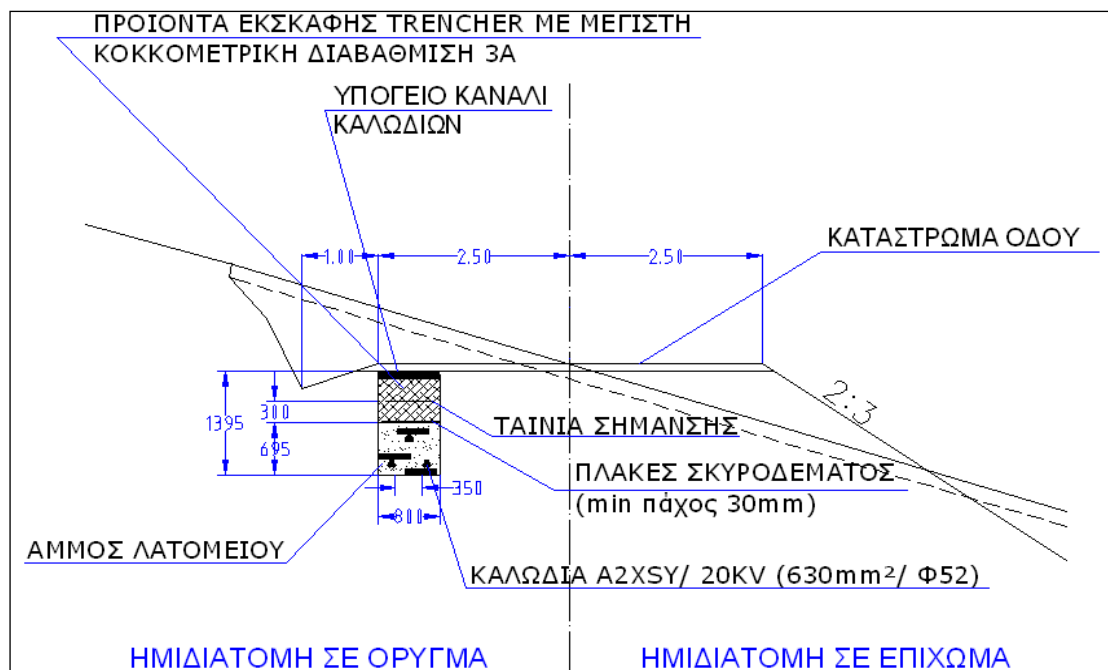 ΠΡΟΙΟΝΤΑ ΕΚΣΚΑΦΗΣ TRENCHER ΜΕ ΜΕΓΙΣΤΗ
ΚΟΚΚΟΜΕΤΡΙΚΗ ΔΙΑΒΑΘΜΙΣΗ 3Α
ΥΠΟΓΕΙΟ ΚΑΝΑΛΙ
ΚΑΛΩΔΙΩΝ
ΚΑΤΑΣΤΡΩΜΑ ΟΔΟΥ
1.00
2.50
2.50
2:3
1395
300
695
ΤΑΙΝΙΑ ΣΗΜΑΝΣΗΣ
ΠΛΑΚΕΣ ΣΚΥΡΟΔΕΜΑΤΟΣ
(min πάχος 30mm)
350
800
ΑΜΜΟΣ ΛΑΤΟΜΕΙΟΥ
ΚΑΛΩΔΙΑ A2XSY/ 20KV (630mm²/ Φ52)
ΗΜΙΔΙΑΤΟΜΗ ΣΕ ΟΡΥΓΜΑ
ΗΜΙΔΙΑΤΟΜΗ ΣΕ ΕΠΙΧΩΜΑ